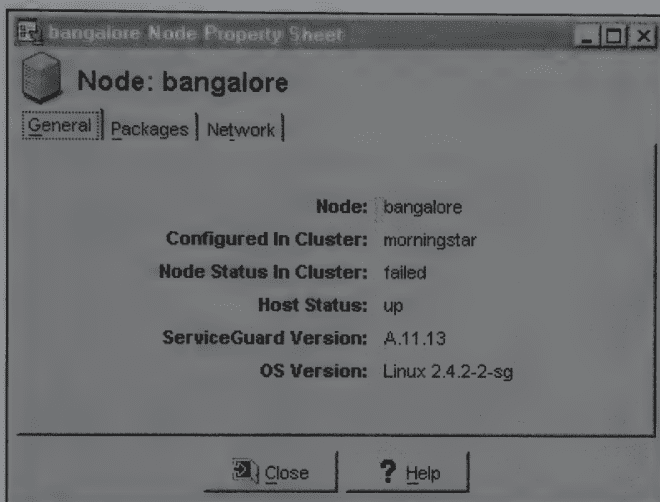 bangalore Node Property Sheet
Node: bangalore
General Packages Network
Node: bangalore
Configured In Cluster: morningstar
Node Status In Cluster: failed
Host Status: up
ServiceGuard Version: A.11.13
OS Version: Linux 2.4.2-2-sg
Close ? Help